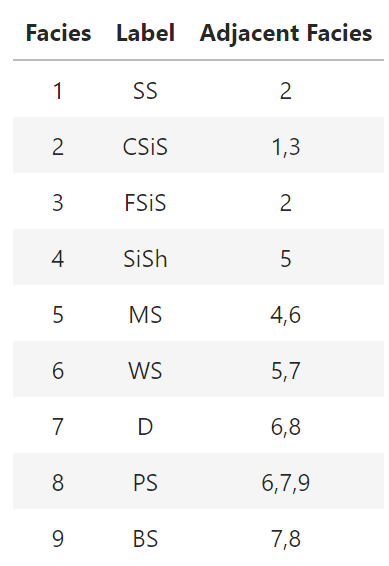 Facies Label Adjacent Facies
1 SS 2
2 CSiS 1,3
3 FSiS 2
4 SiSh 5
5 MS 4,6
6 WS 5,7
7 D 6,8
8 PS 6,7,9
9 BS 7,8